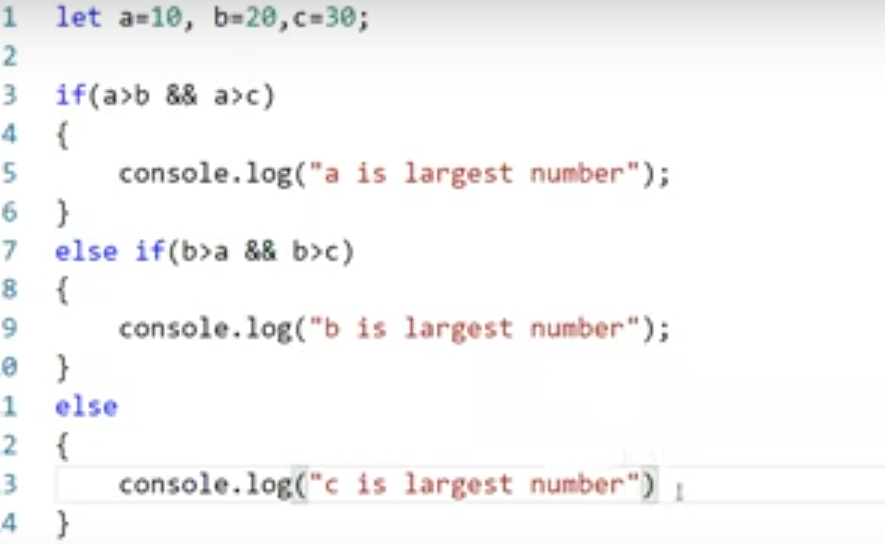 1 let a=10, b=20,c=30;
2
3 if(a>b && a>c)
4 {
5     console.log("a is largest number");
6 }
7 else if(b>a && b>c)
8 {
9     console.log("b is largest number");
0 }
1 else
2 {
3     console.log("c is largest number")
4 }